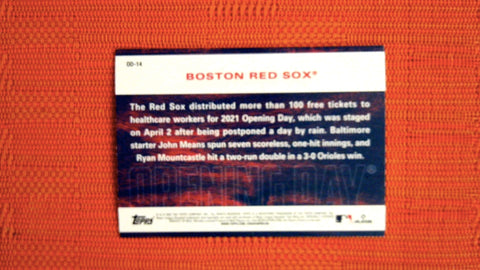 OD-14
BOSTON RED SOX®
The Red Sox distributed more than 100 free tickets to
healthcare workers for 2021 Opening Day, which was staged
on April 2 after being postponed a day by rain. Baltimore
starter John Means spun seven scoreless, one-hit innings, and
Ryan Mountcastle hit a two-run double in a 3-0 Orioles win.
OPENING DAY®
TOPPS